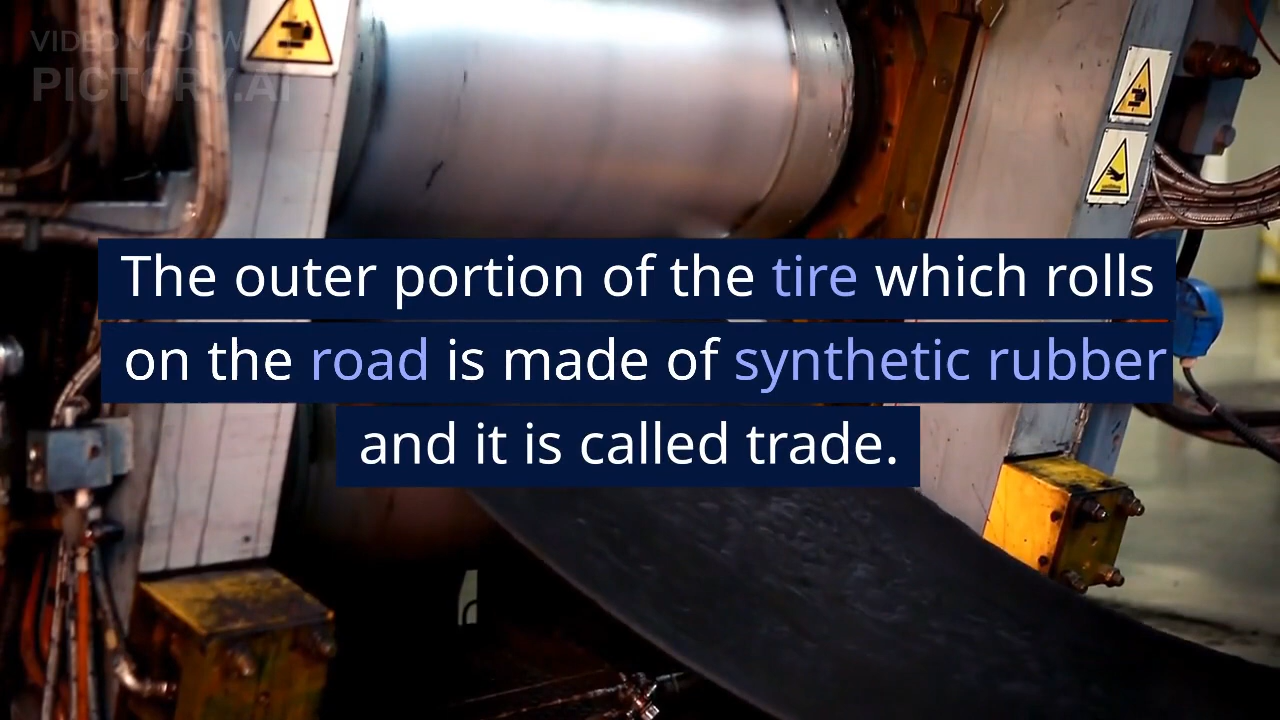 VIDEO MADE W
PICTORY.AI
The outer portion of the tire which rolls
on the road is made of synthetic rubber
and it is called trade.